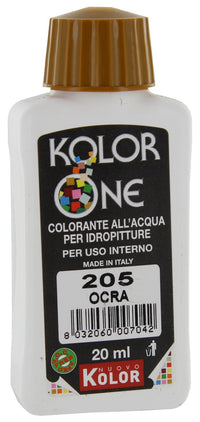 KOLOR
ONE
COLORANTE ALL'ACQUA
PER IDROPITTURE
PER USO INTERNO
MADE IN ITALY
205
OCRA
8 032060 007042
20 ml
NUOVO
KOLOR